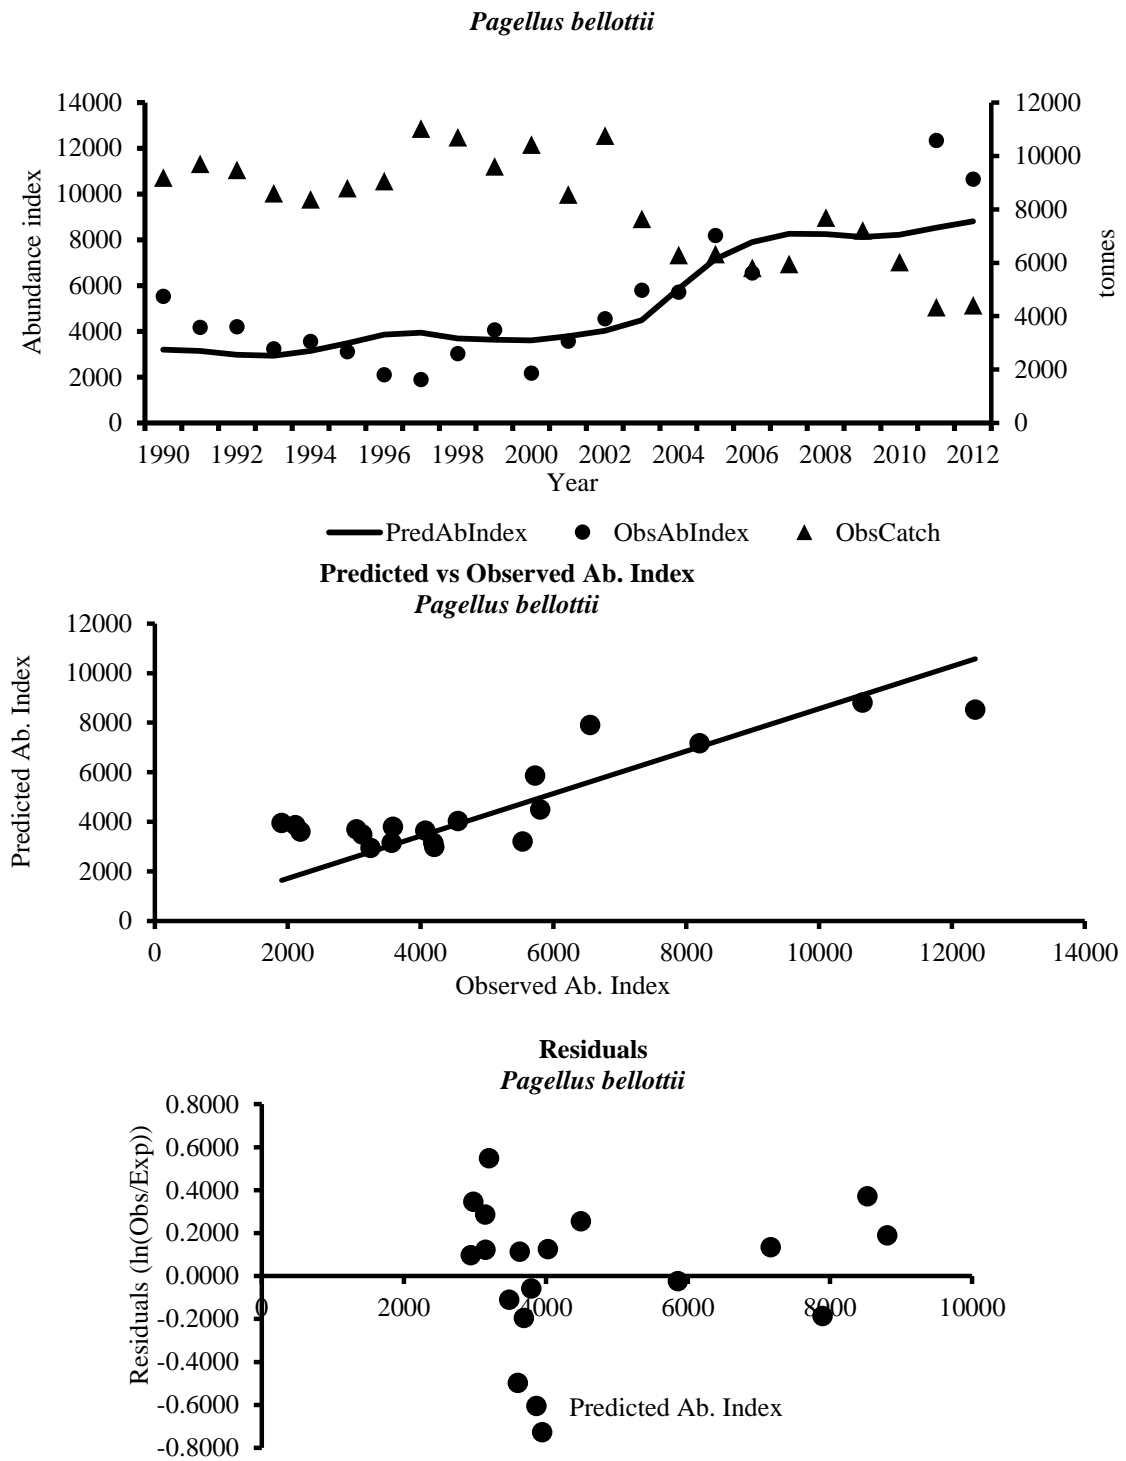 Pagellus bellottii
14000 12000
12000 10000
10000 8000
8000 6000
6000 4000
4000 2000
2000 0
0
Abundance index
tonnes
1990 1992 1994 1996 1998 2000 2002 2004 2006 2008 2010 2012
Year
PredAbIndex ObsAbIndex ObsCatch
Predicted vs Observed Ab. Index
Pagellus bellottii
12000
10000
8000
6000
4000
2000
0
Predicted Ab. Index
0 2000 4000 6000 8000 10000 12000 14000
Observed Ab. Index
Residuals
Pagellus bellottii
0.8000
0.6000
0.4000
0.2000
0.0000
-0.2000
-0.4000
-0.6000
-0.8000
Residuals (ln(Obs/Exp))
0 2000 4000 6000 8000 10000
Predicted Ab. Index